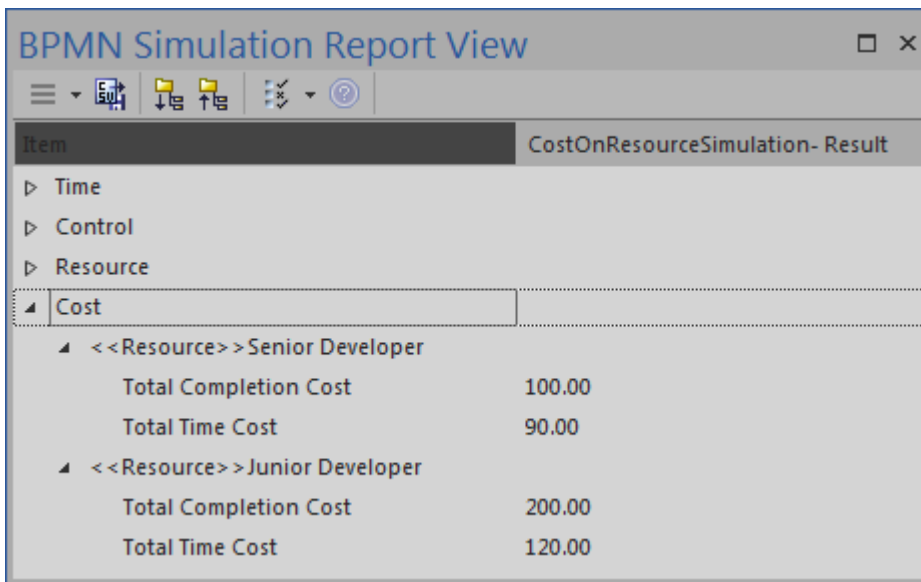 BPMN Simulation Report View
Item CostOnResourceSimulation- Result
Time
Control
Resource
Cost
<<Resource>>Senior Developer
Total Completion Cost 100.00
Total Time Cost 90.00
<<Resource>>Junior Developer
Total Completion Cost 200.00
Total Time Cost 120.00